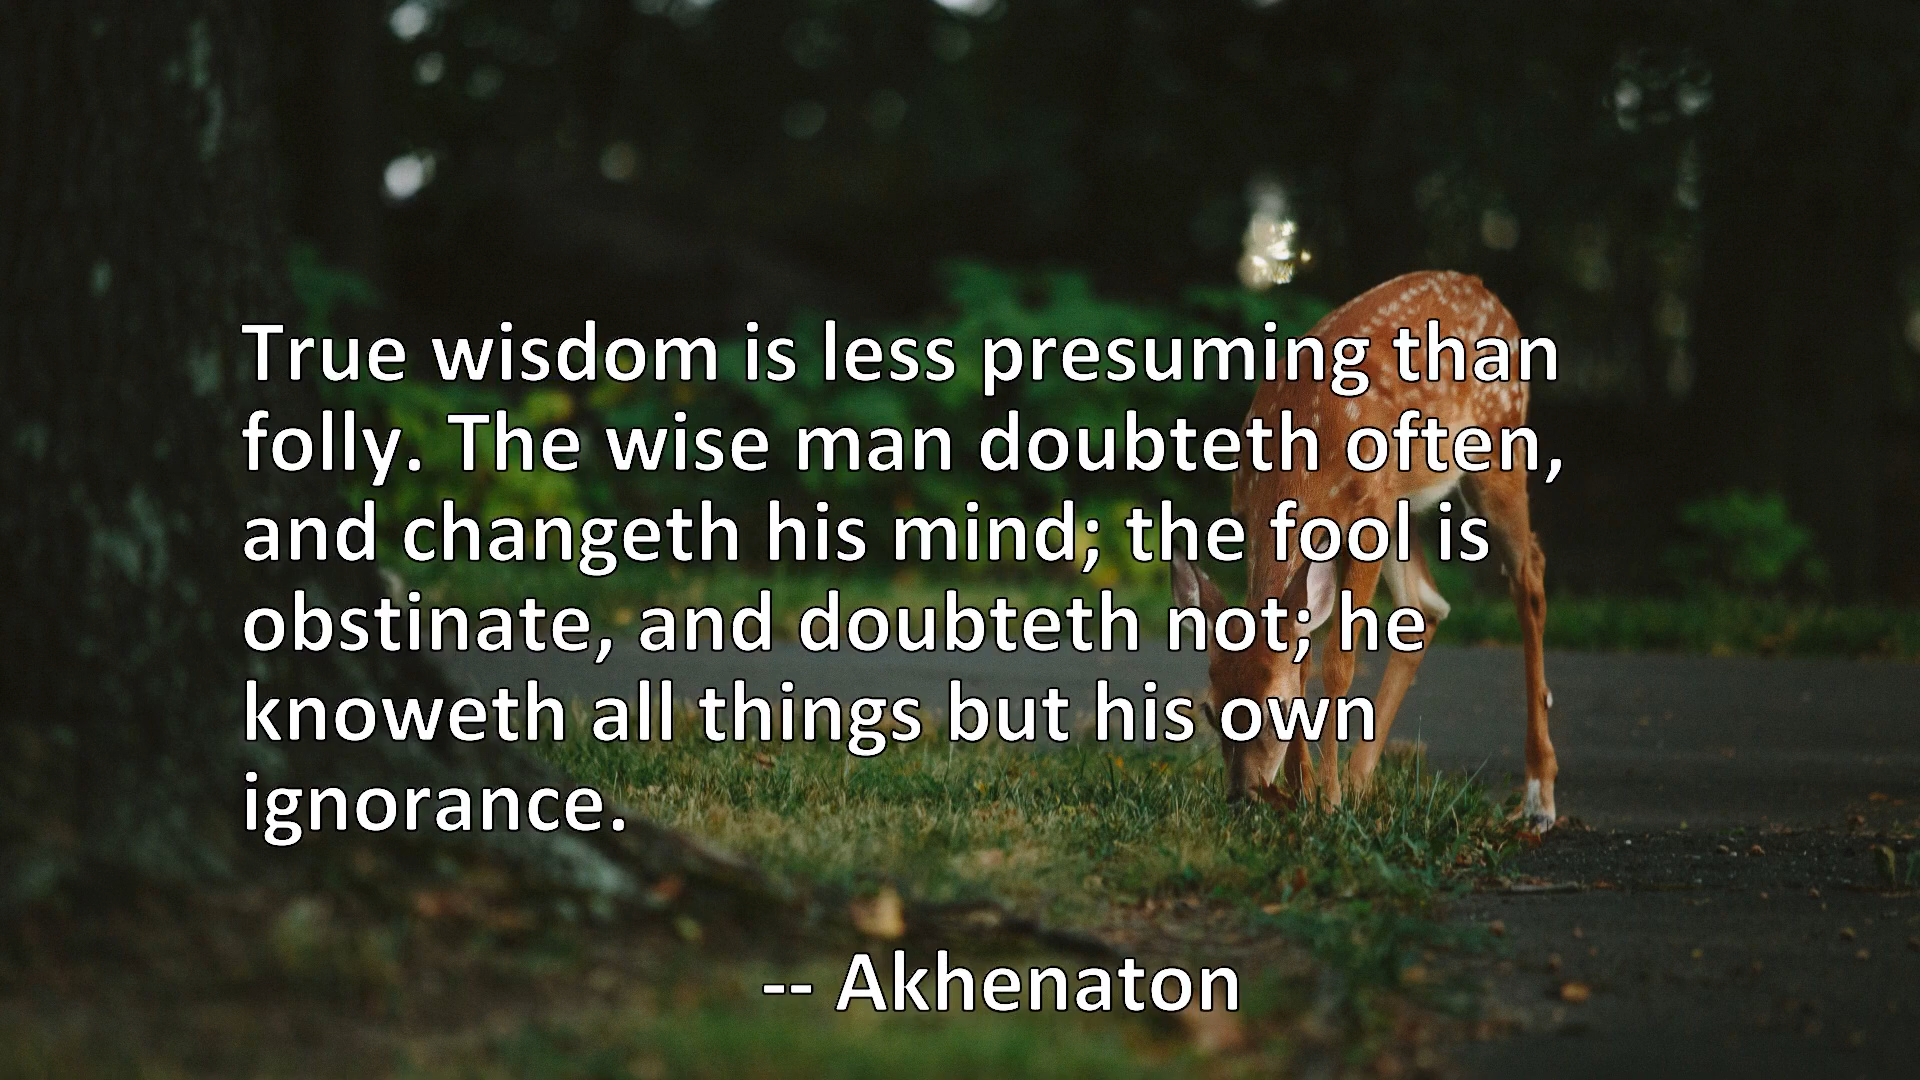 True wisdom is less presuming than
folly. The wise man doubteth often,
and changeth his mind; the fool is
obstinate, and doubteth not; he
knoweth all things but his own
ignorance.
-- Akhenaton